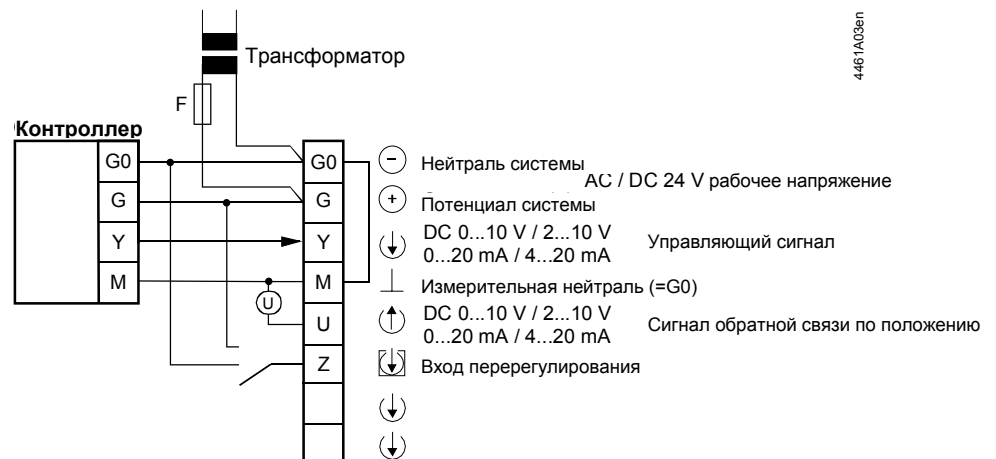 4461A03en
Трансформатор
F
Контроллер
G0
G0
Нейтраль системы
AC / DC 24 V рабочее напряжение
G
G
Потенциал системы
Y
Y
DC 0...10 V / 2...10 V
0...20 mA / 4...20 mA
Управляющий сигнал
M
M
Измерительная нейтраль (=G0)
U
U
DC 0...10 V / 2...10 V
0...20 mA / 4...20 mA
Сигнал обратной связи по положению
Z
Вход перерегулирования